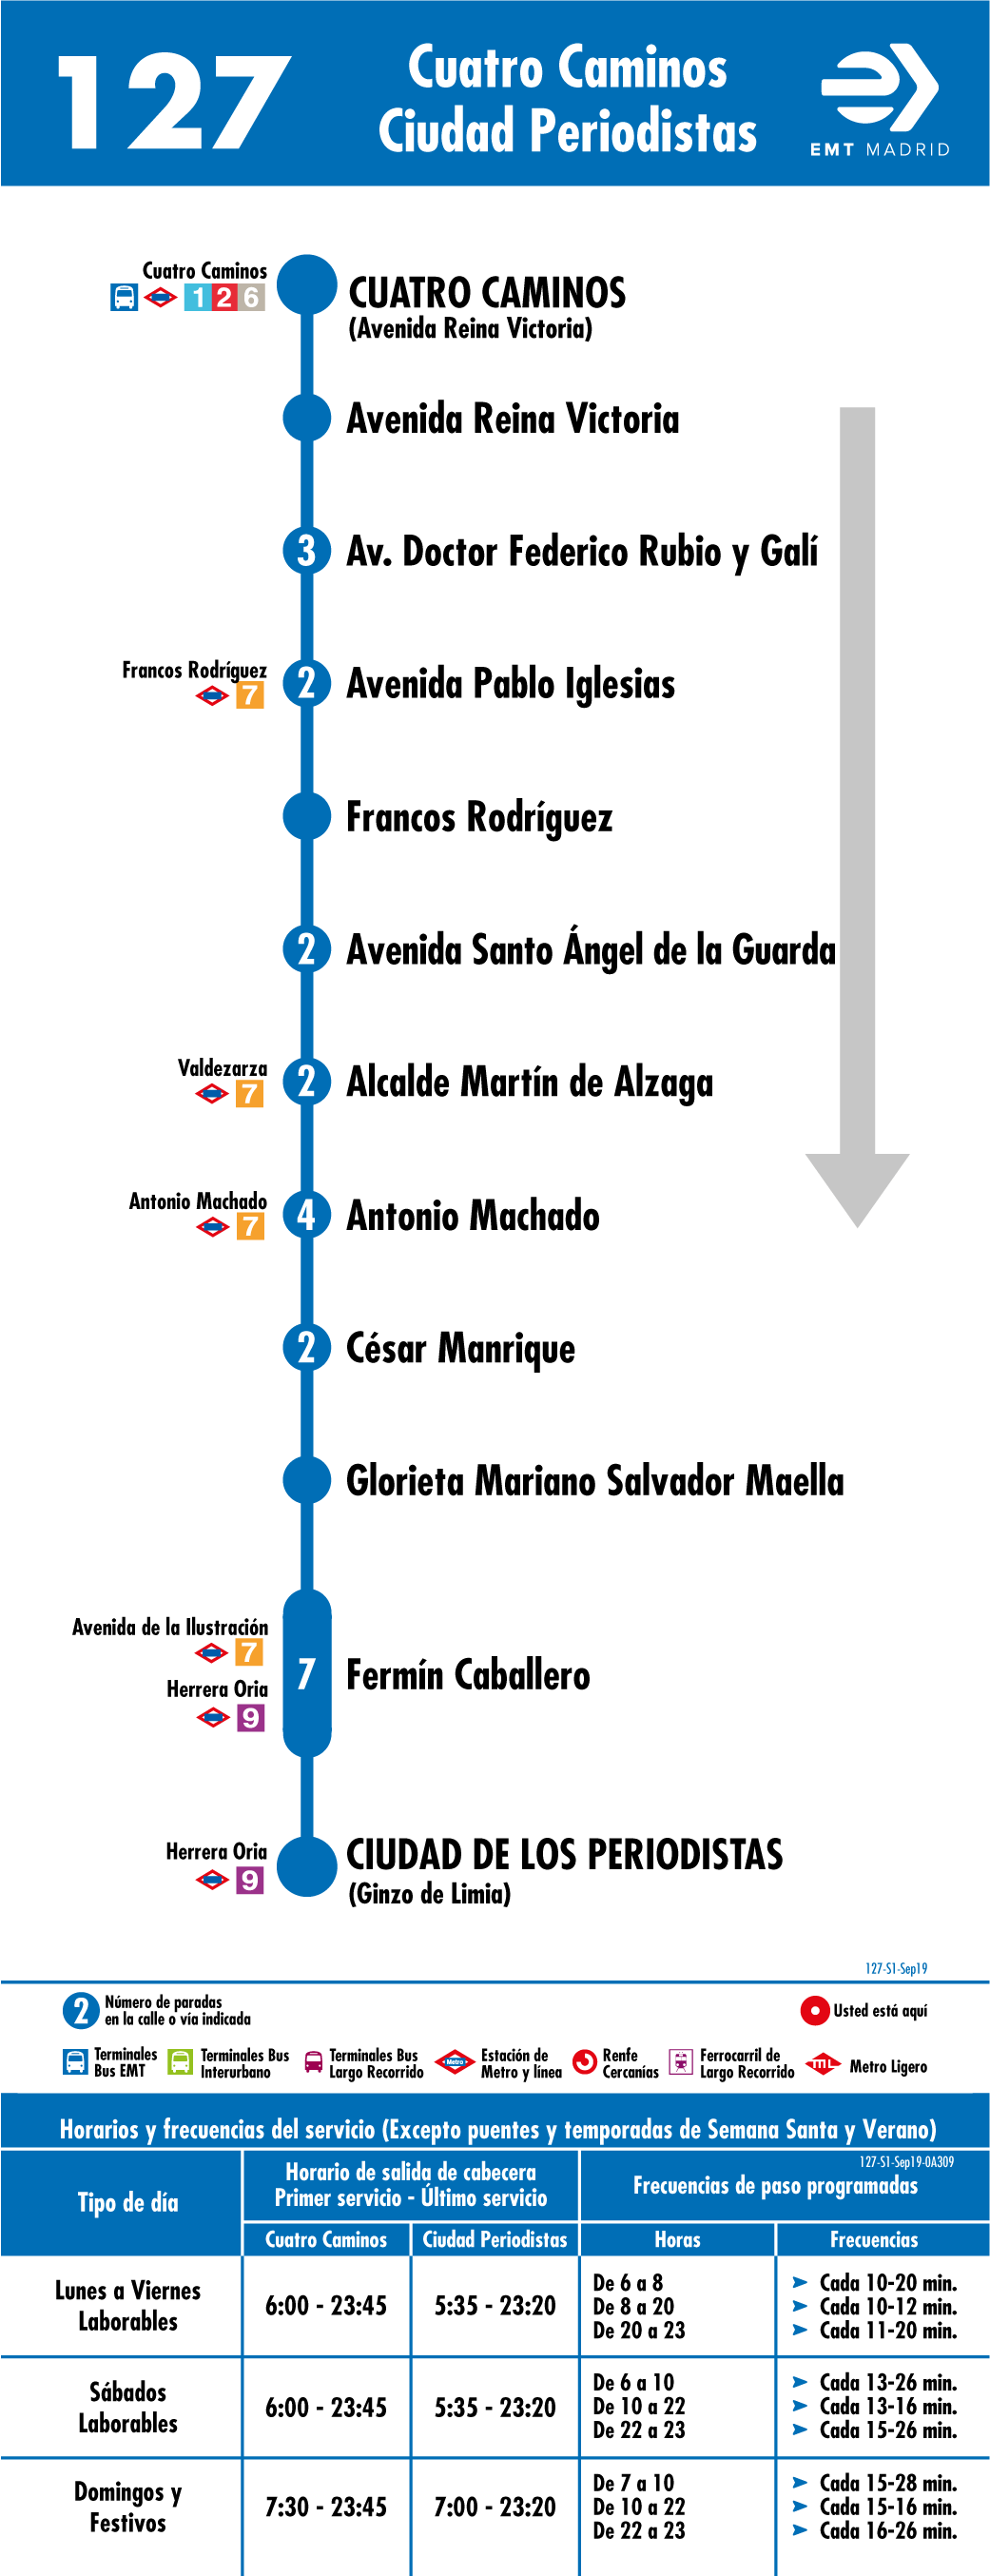 127
Cuatro Caminos
Ciudad Periodistas
EMT MADRID
Cuatro Caminos
1 2 6
CUATRO CAMINOS
(Avenida Reina Victoria)
Avenida Reina Victoria
3 Av. Doctor Federico Rubio y Galí
Francos Rodríguez
7
2 Avenida Pablo Iglesias
Francos Rodríguez
2 Avenida Santo Ángel de la Guarda
Valdezarza
7
2 Alcalde Martín de Alzaga
Antonio Machado
7
4 Antonio Machado
2 César Manrique
Glorieta Mariano Salvador Maella
Avenida de la Ilustración
7
Herrera Oria
9
7 Fermín Caballero
Herrera Oria
9
CIUDAD DE LOS PERIODISTAS
(Ginzo de Limia)
127-S1-Sep19
2 Número de paradas
en la calle o vía indicada
Usted está aquí
Terminales
Bus EMT
Terminales Bus
Interurbano
Terminales Bus
Largo Recorrido
Metro
Estación de
Metro y línea
Renfe
Cercanías
Ferrocarril de
Largo Recorrido
ML
Metro Ligero
Horarios y frecuencias del servicio (Excepto puentes y temporadas de Semana Santa y Verano)
127-S1-Sep19-0A309
Tipo de día
Horario de salida de cabecera
Primer servicio - Último servicio
Frecuencias de paso programadas
Cuatro Caminos Ciudad Periodistas Horas Frecuencias
Lunes a Viernes
Laborables
6:00 - 23:45 5:35 - 23:20
De 6 a 8 Cada 10-20 min.
De 8 a 20 Cada 10-12 min.
De 20 a 23 Cada 11-20 min.
Sábados
Laborables
6:00 - 23:45 5:35 - 23:20
De 6 a 10 Cada 13-26 min.
De 10 a 22 Cada 13-16 min.
De 22 a 23 Cada 15-26 min.
Domingos y
Festivos
7:30 - 23:45 7:00 - 23:20
De 7 a 10 Cada 15-28 min.
De 10 a 22 Cada 15-16 min.
De 22 a 23 Cada 16-26 min.